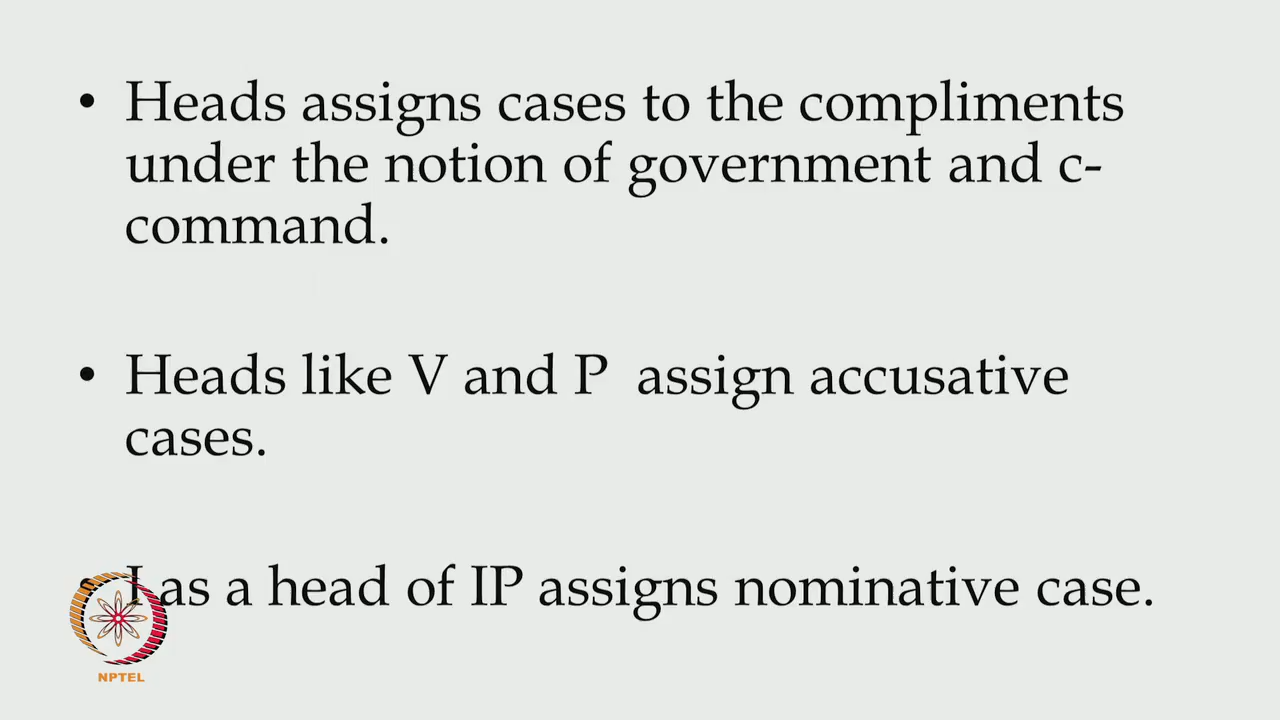 • Heads assigns cases to the compliments
under the notion of government and c-
command.
• Heads like V and P assign accusative
cases.
• I as a head of IP assigns nominative case.
NPTEL